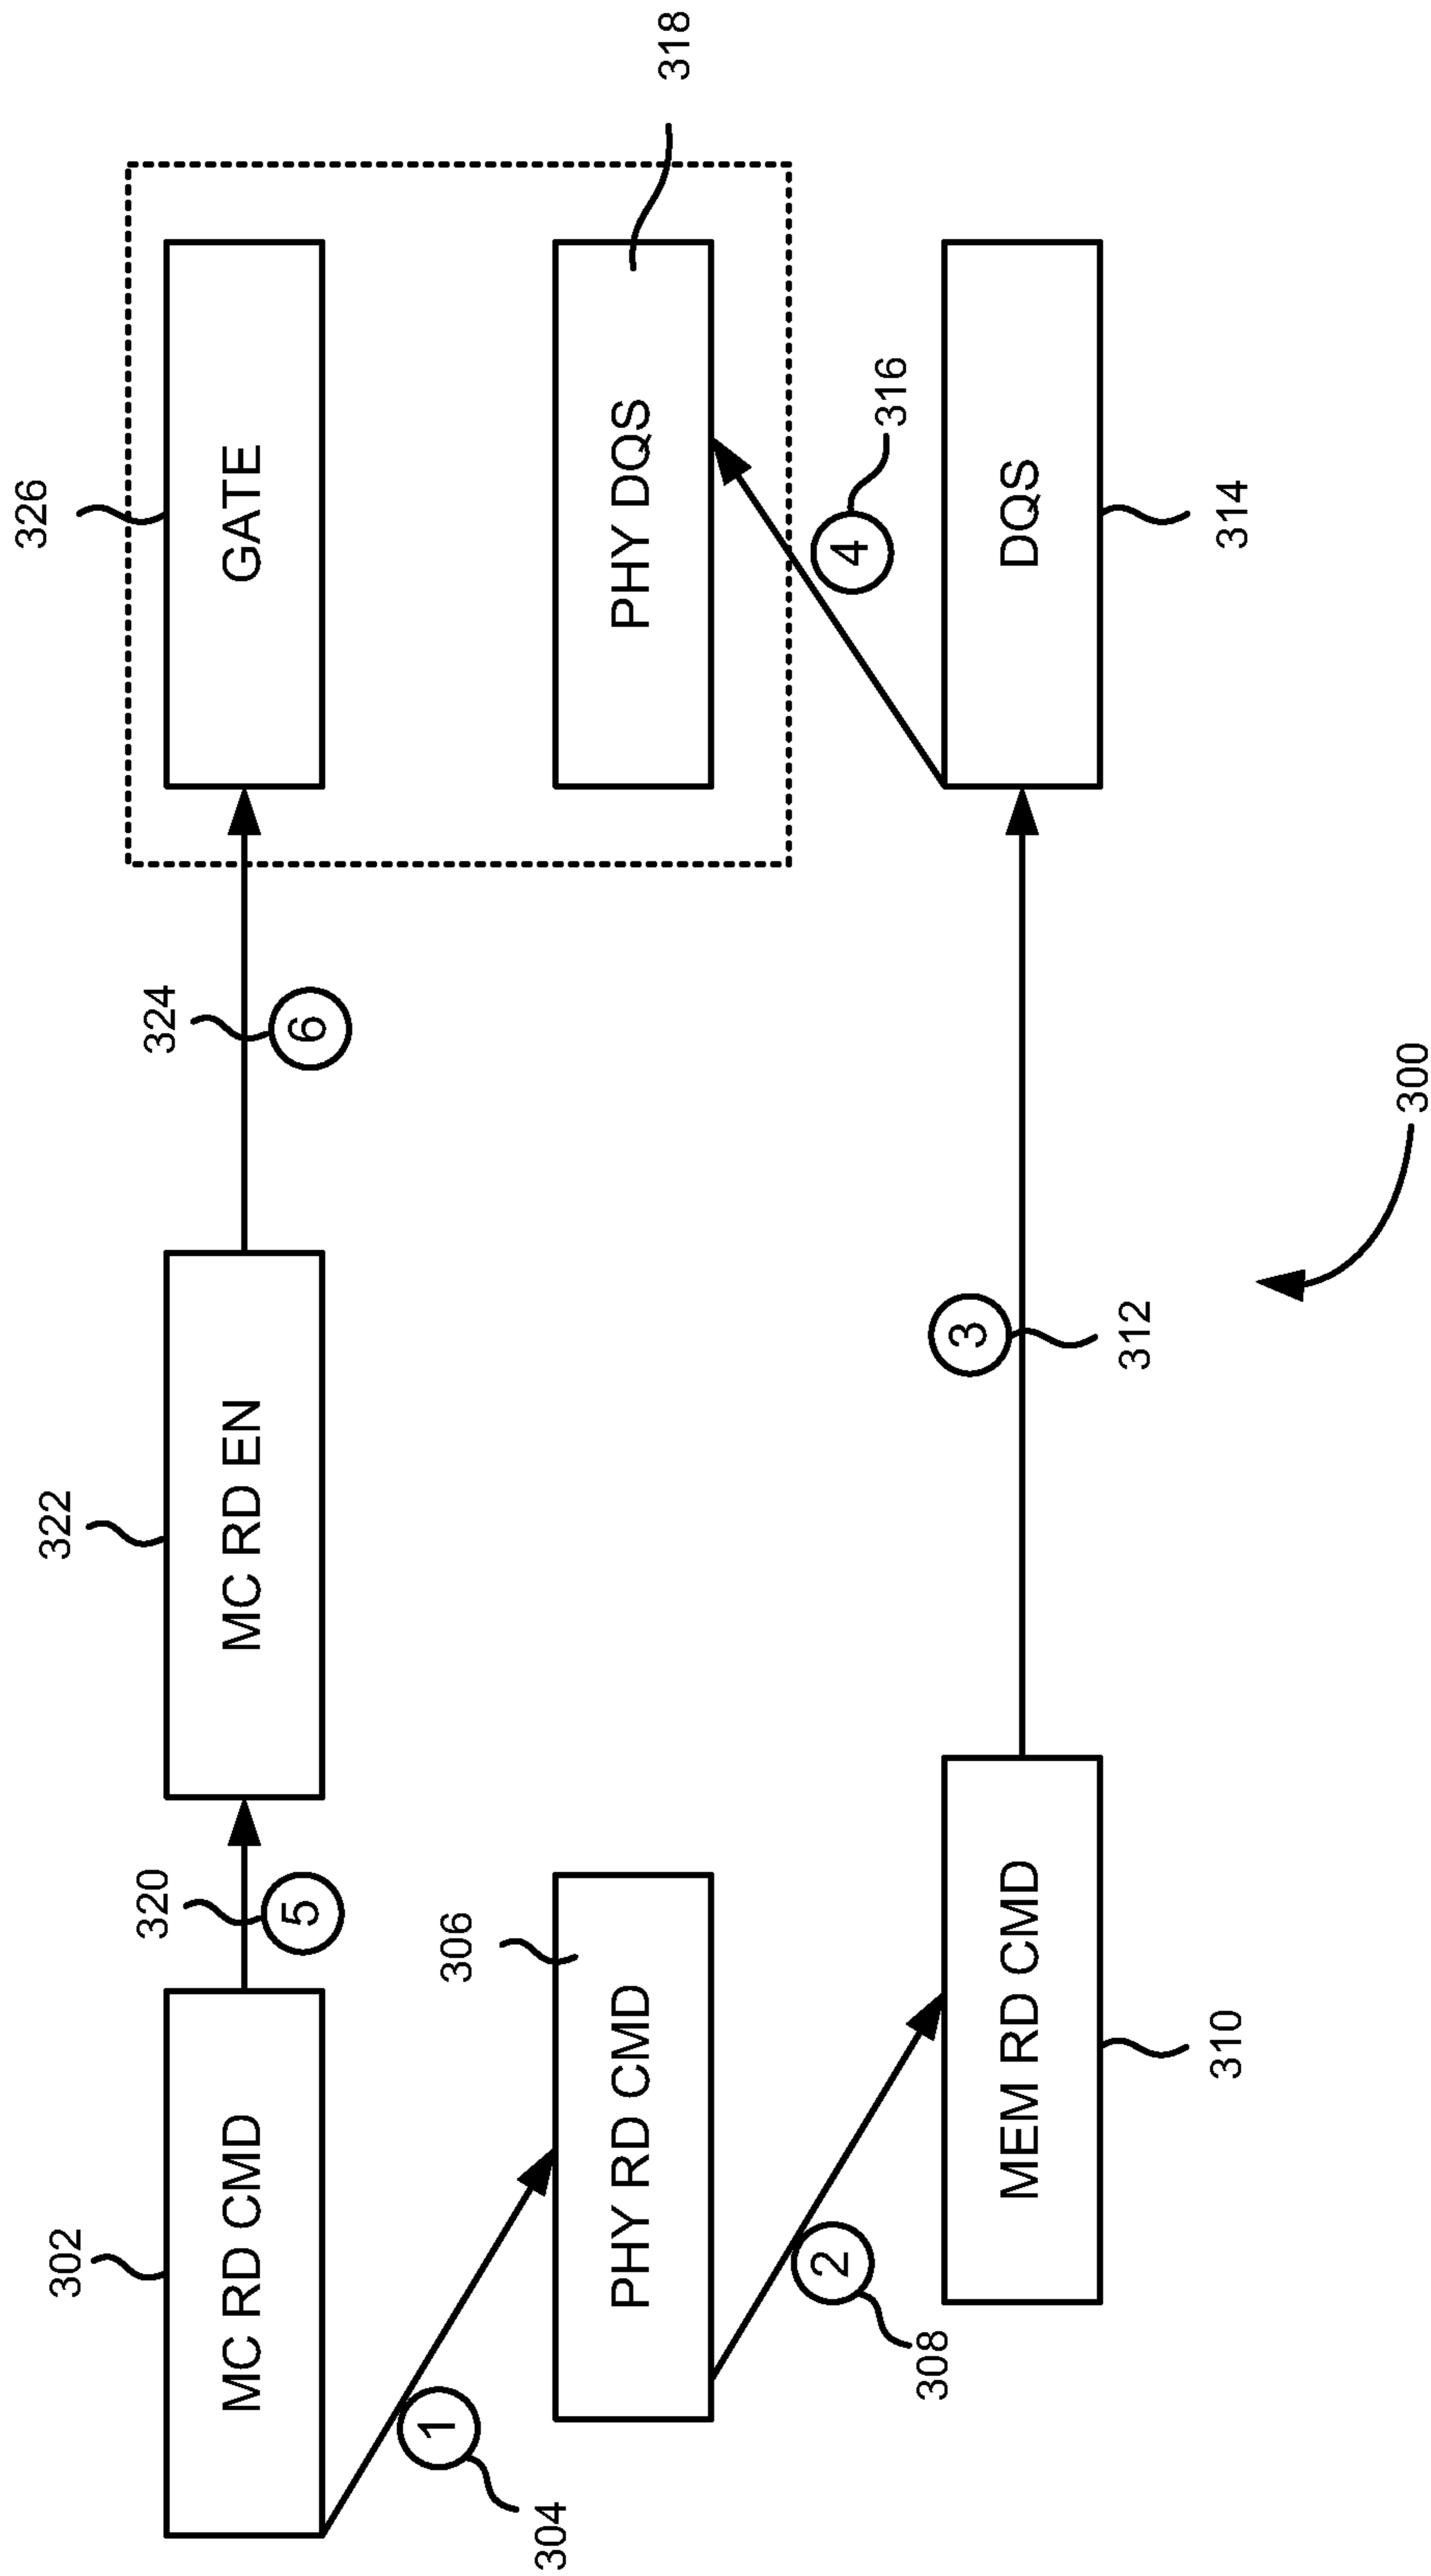 302
MC RD CMD
320
5
322
MC RD EN
324
6
326
GATE
304
1
306
PHY RD CMD
318
PHY DQS
308
2
310
MEM RD CMD
3
312
4
316
DQS
314
300